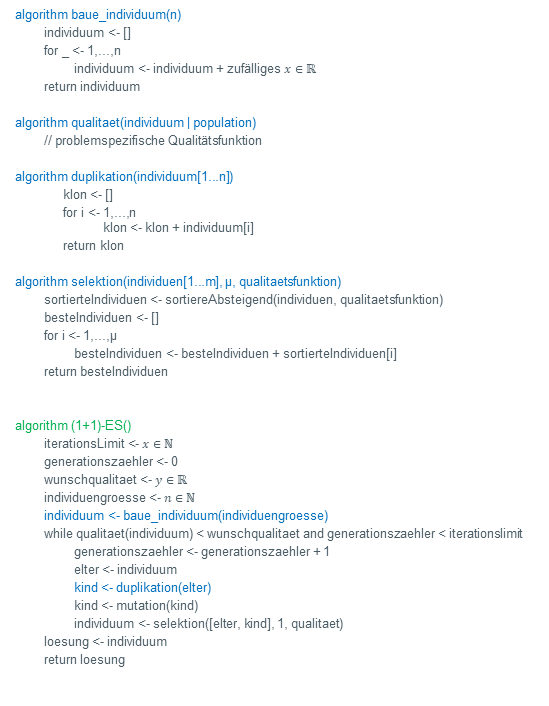 algorithm baue_individuum(n)
individuum <- []
for _ <- 1,...,n
individuum <- individuum + zufälliges 𝑥 ∈ ℝ
return individuum
algorithm qualitaet(individuum | population)
// problemspezifische Qualitätsfunktion
algorithm duplikation(individuum[1...n])
klon <- []
for i <- 1,...,n
klon <- klon + individuum[i]
return klon
algorithm selektion(individuen[1...m], µ, qualitaetsfunktion)
sortierteIndividuen <- sortiereAbsteigend(individuen, qualitaetsfunktion)
besteIndividuen <- []
for i <- 1,...,µ
besteIndividuen <- besteIndividuen + sortierteIndividuen[i]
return besteIndividuen
algorithm (1+1)-ES()
iterationsLimit <- 𝑥 ∈ ℕ
generationszaehler <- 0
wunschqualitaet <- 𝑦 ∈ ℝ
individuengroesse <- 𝑛 ∈ ℕ
individuum <- baue_individuum(individuengroesse)
while qualitaet(individuum) < wunschqualitaet and generationszaehler < iterationslimit
generationszaehler <- generationszaehler + 1
elter <- individuum
kind <- duplikation(elter)
kind <- mutation(kind)
individuum <- selektion([elter, kind], 1, qualitaet)
loesung <- individuum
return loesung